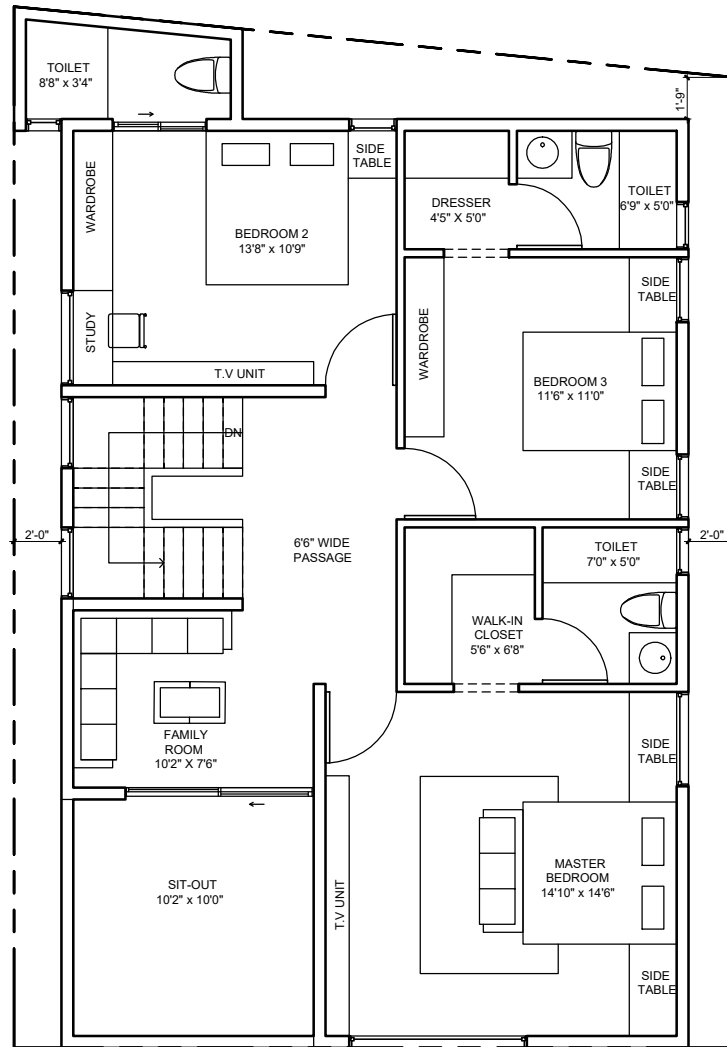 TOILET
8'8" x 3'4"
1'-9"
SIDE
TABLE
WARDROBE
BEDROOM 2
13'8" x 10'9"
DRESSER
4'5" X 5'0"
TOILET
6'9" x 5'0"
STUDY
T.V UNIT
WARDROBE
SIDE
TABLE
BEDROOM 3
11'6" x 11'0"
SIDE
TABLE
DN
2'-0"
6'6" WIDE
PASSAGE
TOILET
7'0" x 5'0"
2'-0"
WALK-IN
CLOSET
5'6" x 6'8"
FAMILY
ROOM
10'2" X 7'6"
SIDE
TABLE
SIT-OUT
10'2" x 10'0"
T.V UNIT
MASTER
BEDROOM
14'10" x 14'6"
SIDE
TABLE